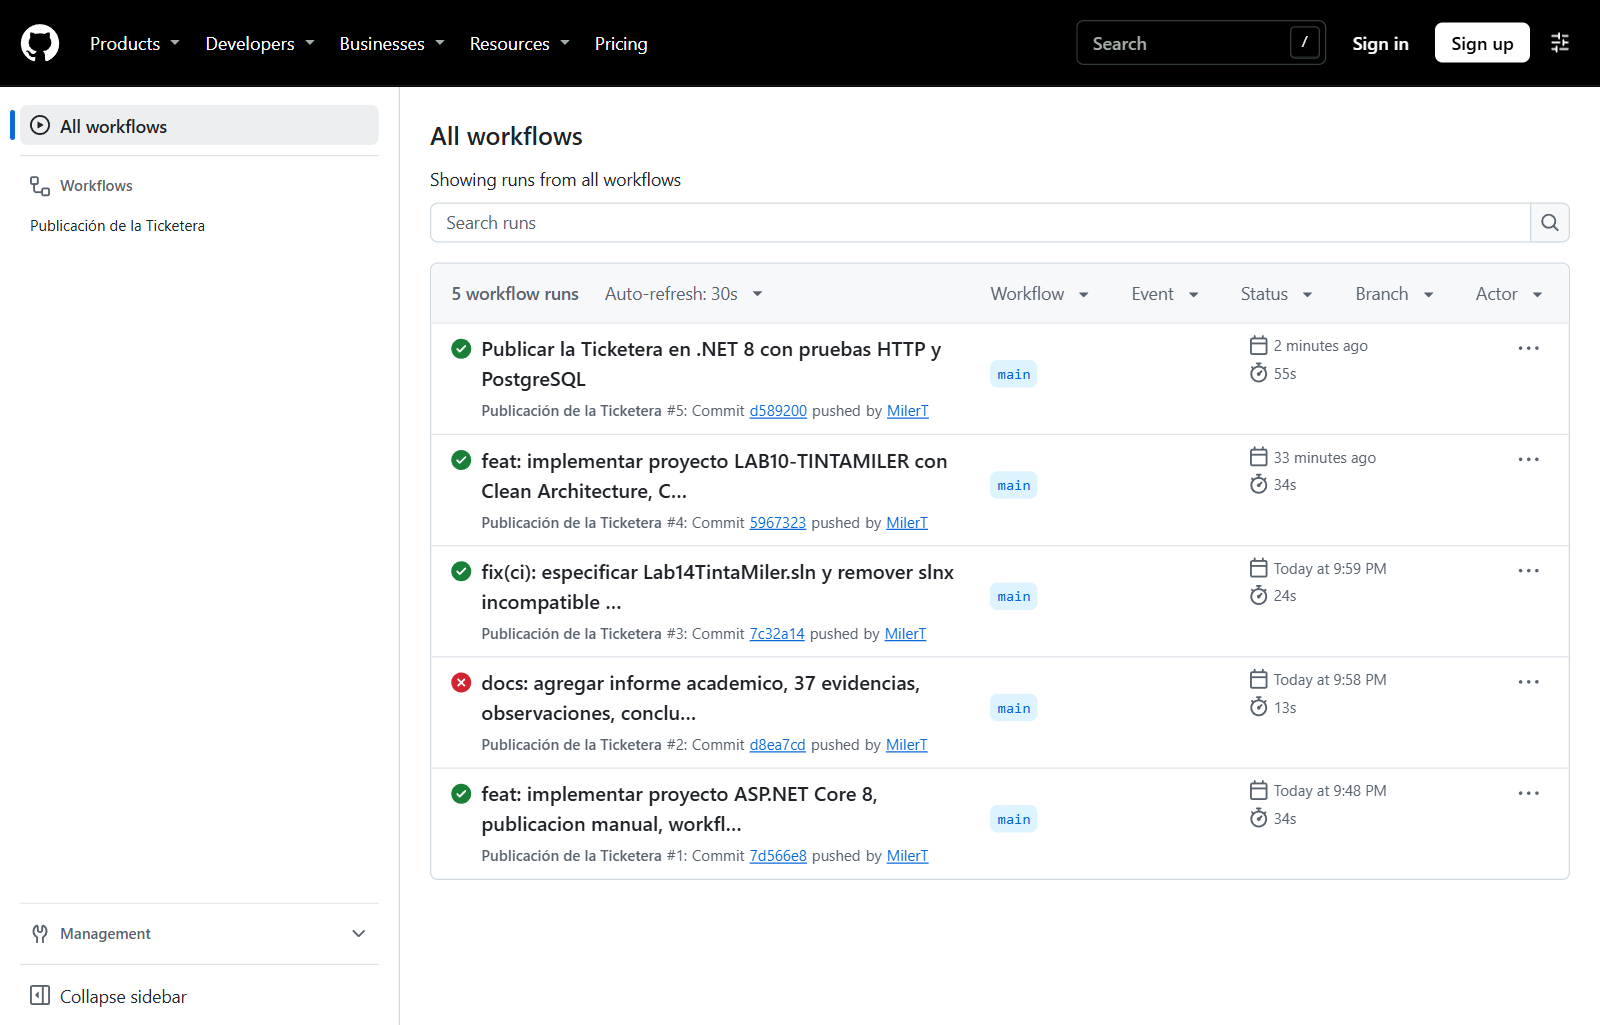 Products Developers Businesses Resources Pricing Search / Sign in Sign up
All workflows
Workflows
Publicación de la Ticketera
Management
Collapse sidebar
All workflows
Showing runs from all workflows
Search runs
5 workflow runs Auto-refresh: 30s Workflow Event Status Branch Actor
Publicar la Ticketera en .NET 8 con pruebas HTTP y
PostgreSQL
Publicación de la Ticketera #5: Commit d589200 pushed by MilerT
main
2 minutes ago
55s
feat: implementar proyecto LAB10-TINTAMILER con
Clean Architecture, C...
Publicación de la Ticketera #4: Commit 5967323 pushed by MilerT
main
33 minutes ago
34s
fix(ci): especificar Lab14TintaMiler.sln y remover slnx
incompatible ...
Publicación de la Ticketera #3: Commit 7c32a14 pushed by MilerT
main
Today at 9:59 PM
24s
docs: agregar informe academico, 37 evidencias,
observaciones, conclu...
Publicación de la Ticketera #2: Commit d8ea7cd pushed by MilerT
main
Today at 9:58 PM
13s
feat: implementar proyecto ASP.NET Core 8,
publicacion manual, workfl...
Publicación de la Ticketera #1: Commit 7d566e8 pushed by MilerT
main
Today at 9:48 PM
34s